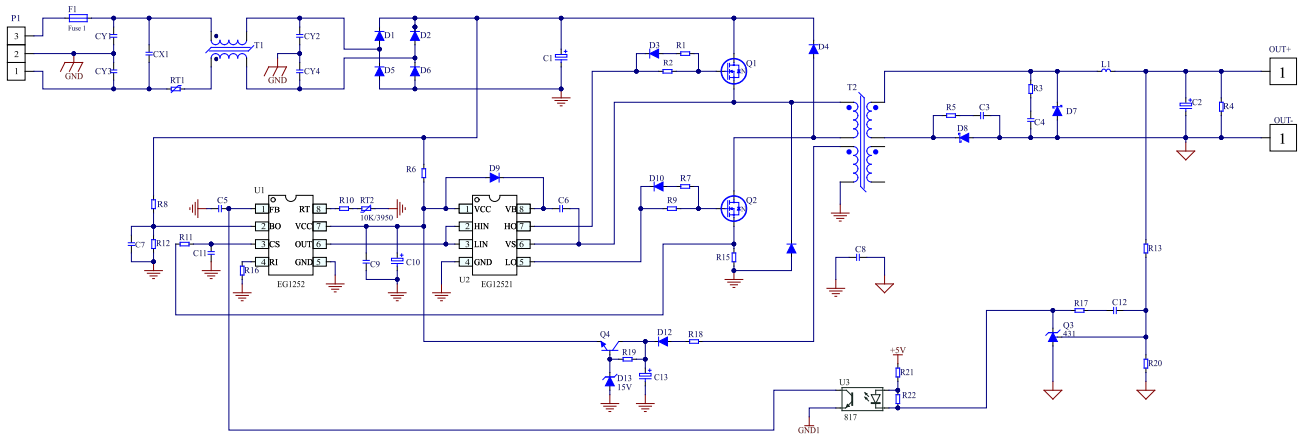 P1
F1
Fuse 1
3
2
1
GND
CY1
CY3
CX1
RT1
T1
CY2
CY4
GND
D1
D2
D5
D6
C1
D3
R1
R2
Q1
D4
T2
R5
C3
D8
R3
C4
D7
L1
C2
R4
OUT+
1
OUT-
1
R8
C7
R12
R11
C11
R16
C5
U1
1
FB
RT
8
2
BO
VCC
7
3
CS
OUT
6
4
RI
GND
5
EG1252
R10
RT2
10K/3950
C9
C10
R6
D9
1
VCC
VB
8
2
HIN
HO
7
3
LIN
VS
6
4
GND
LO
5
U2
EG12521
C6
D10
R7
R9
Q2
R15
C8
R13
Q4
R19
D12
R18
D13
15V
C13
Q3
431
R17
C12
R20
+5V
R21
R22
U3
817
GND1